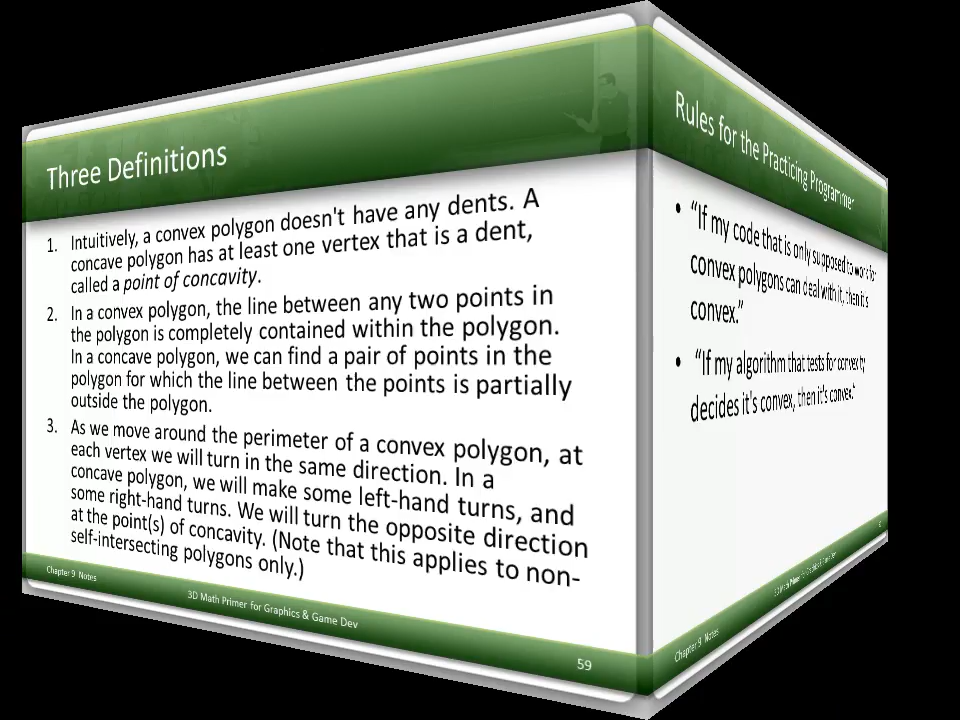 Three Definitions
1. Intuitively, a convex polygon doesn't have any dents. A
concave polygon has at least one vertex that is a dent,
called a point of concavity.
2. In a convex polygon, the line between any two points in
the polygon is completely contained within the polygon.
In a concave polygon, we can find a pair of points in the
polygon for which the line between the points is partially
outside the polygon.
3. As we move around the perimeter of a convex polygon, at
each vertex we will turn in the same direction. In a
concave polygon, we will make some left-hand turns, and
some right-hand turns. We will turn the opposite direction
at the point(s) of concavity. (Note that this applies to non-
self-intersecting polygons only.)
Chapter 9 Notes
3D Math Primer for Graphics & Game Dev
59
Rules for the Practicing Programmer
• “If my code that is only supposed to work for
convex polygons can deal with it, then it's
convex.”
• “If my algorithm that tests for convexity
decides it's convex, then it's convex.”
Chapter 9 Notes
3D Math Primer for Graphics & Game Dev